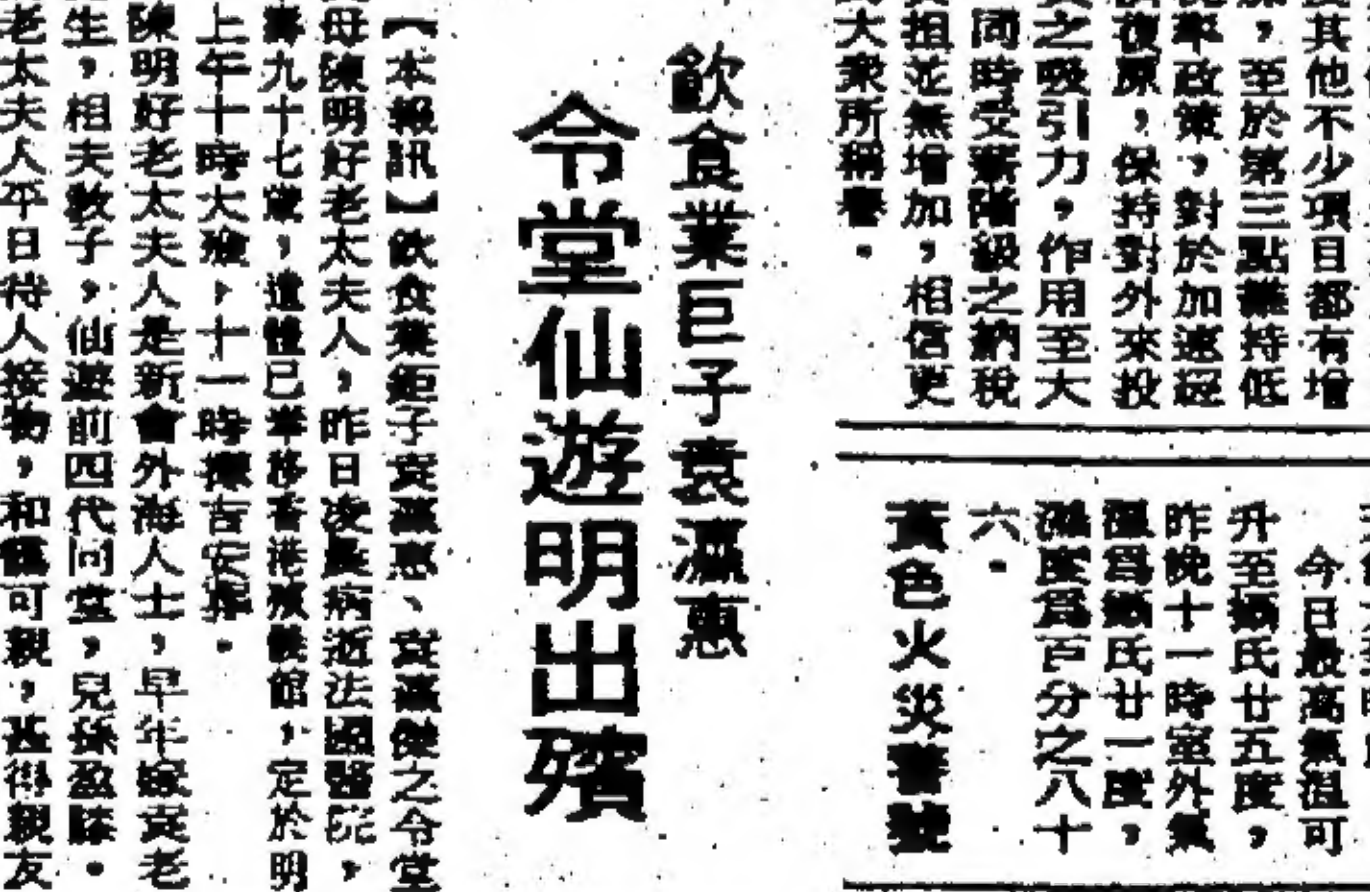 其他不少項目都有增
，至於第三點維持低
率政策，對於加速經
復原，保持對外來投
之吸引力，作用至大
同時受薪階級之納稅
担並無增加，相信更
大衆所稱譽。
今日最高氣溫可
升至攝氏廿五度，
昨晚十一時室外氣
溫爲攝氏廿一度，
濕度爲百分之八十
六。
黃色火災警號
飲食業巨子袁瀛惠
令堂仙遊明出殯
【本報訊】飲食業鉅子袁瀛惠、袁瀛傑之令堂
母陳明好老太夫人，昨日凌晨病逝法國醫院，
壽九十七歲，遺體已奉移香港殯儀館，定於明
上午十時大殮，十一時吉安葬。
陳明好老太夫人是新會外海人士，早年嫁袁老
生，相夫教子，仙遊前四代同堂，兒孫盈膝。
老太夫人平日待人接物，和靄可親，甚得親友